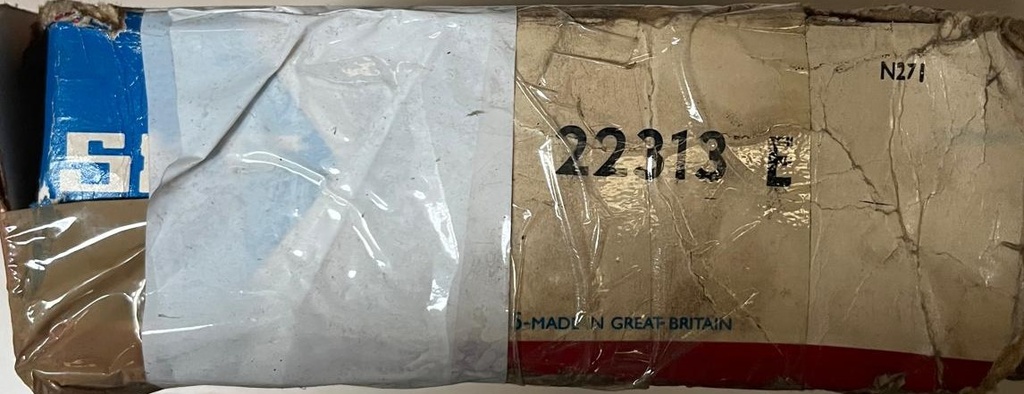 N271
22313 E
-MADE IN GREAT BRITAIN